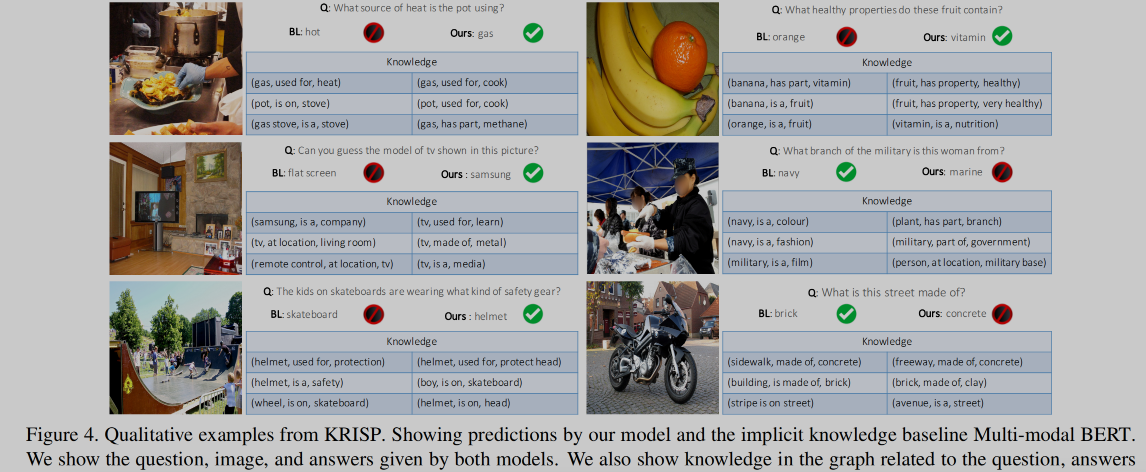 Q: What source of heat is the pot using?
BL: hot Ours: gas
Knowledge
(gas, used for, heat) (gas, used for, cook)
(pot, is on, stove) (pot, used for, cook)
(gas stove, is a, stove) (gas, has part, methane)
Q: What healthy properties do these fruit contain?
BL: orange Ours: vitamin
Knowledge
(banana, has part, vitamin) (fruit, has property, healthy)
(banana, is a, fruit) (fruit, has property, very healthy)
(orange, is a, fruit) (vitamin, is a, nutrition)
Q: Can you guess the model of tv shown in this picture?
BL: flat screen Ours : samsung
Knowledge
(samsung, is a, company) (tv, used for, learn)
(tv, at location, living room) (tv, made of, metal)
(remote control, at location, tv) (tv, is a, media)
Q: What branch of the military is this woman from?
BL: navy Ours: marine
Knowledge
(navy, is a, colour) (plant, has part, branch)
(navy, is a, fashion) (military, part of, government)
(military, is a, film) (person, at location, military base)
Q: The kids on skateboards are wearing what kind of safety gear?
BL: skateboard Ours : helmet
Knowledge
(helmet, used for, protection) (helmet, used for, protect head)
(helmet, is a, safety) (boy, is on, skateboard)
(wheel, is on, skateboard) (helmet, is on, head)
Q: What is this street made of?
BL: brick Ours: concrete
Knowledge
(sidewalk, made of, concrete) (freeway, made of, concrete)
(building, is made of, brick) (brick, made of, clay)
(stripe is on street) (avenue, is a, street)
Figure 4. Qualitative examples from KRISP. Showing predictions by our model and the implicit knowledge baseline Multi-modal BERT.
We show the question, image, and answers given by both models. We also show knowledge in the graph related to the question, answers